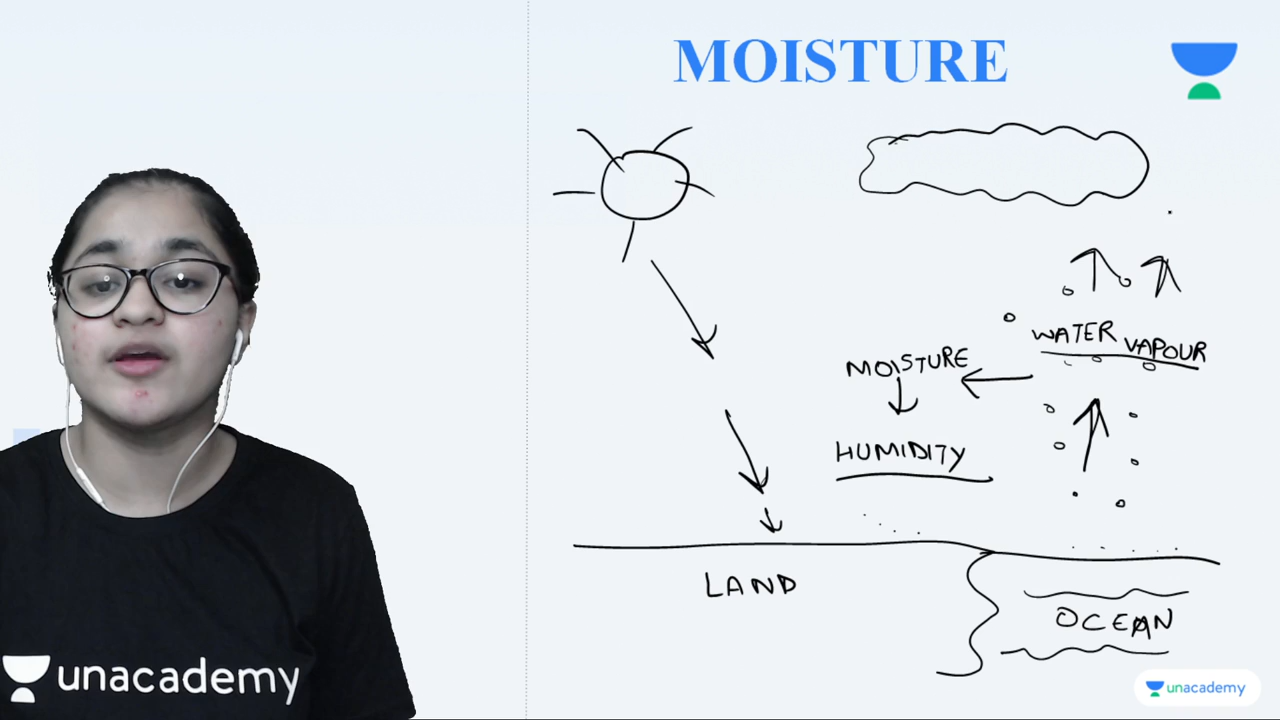 MOISTURE
WATER VAPOUR
MOISTURE
HUMIDITY
LAND
OCEAN
unacademy
unacademy